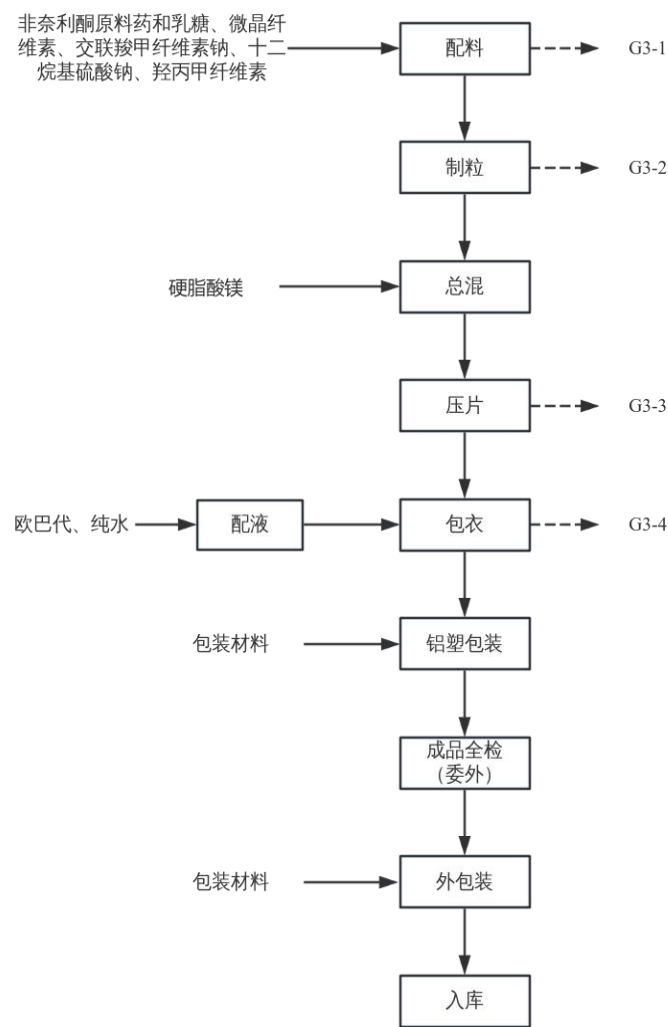 非奈利酮原料药和乳糖、微晶纤
维素、交联羧甲纤维素钠、十二
烷基硫酸钠、羟丙甲纤维素
配料
G3-1
制粒
G3-2
硬脂酸镁
总混
压片
G3-3
欧巴代、纯水
配液
包衣
G3-4
包装材料
铝塑包装
成品全检
（委外）
包装材料
外包装
入库